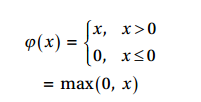 φ(x) = { x, x>0
0, x≤0
= max(0, x)